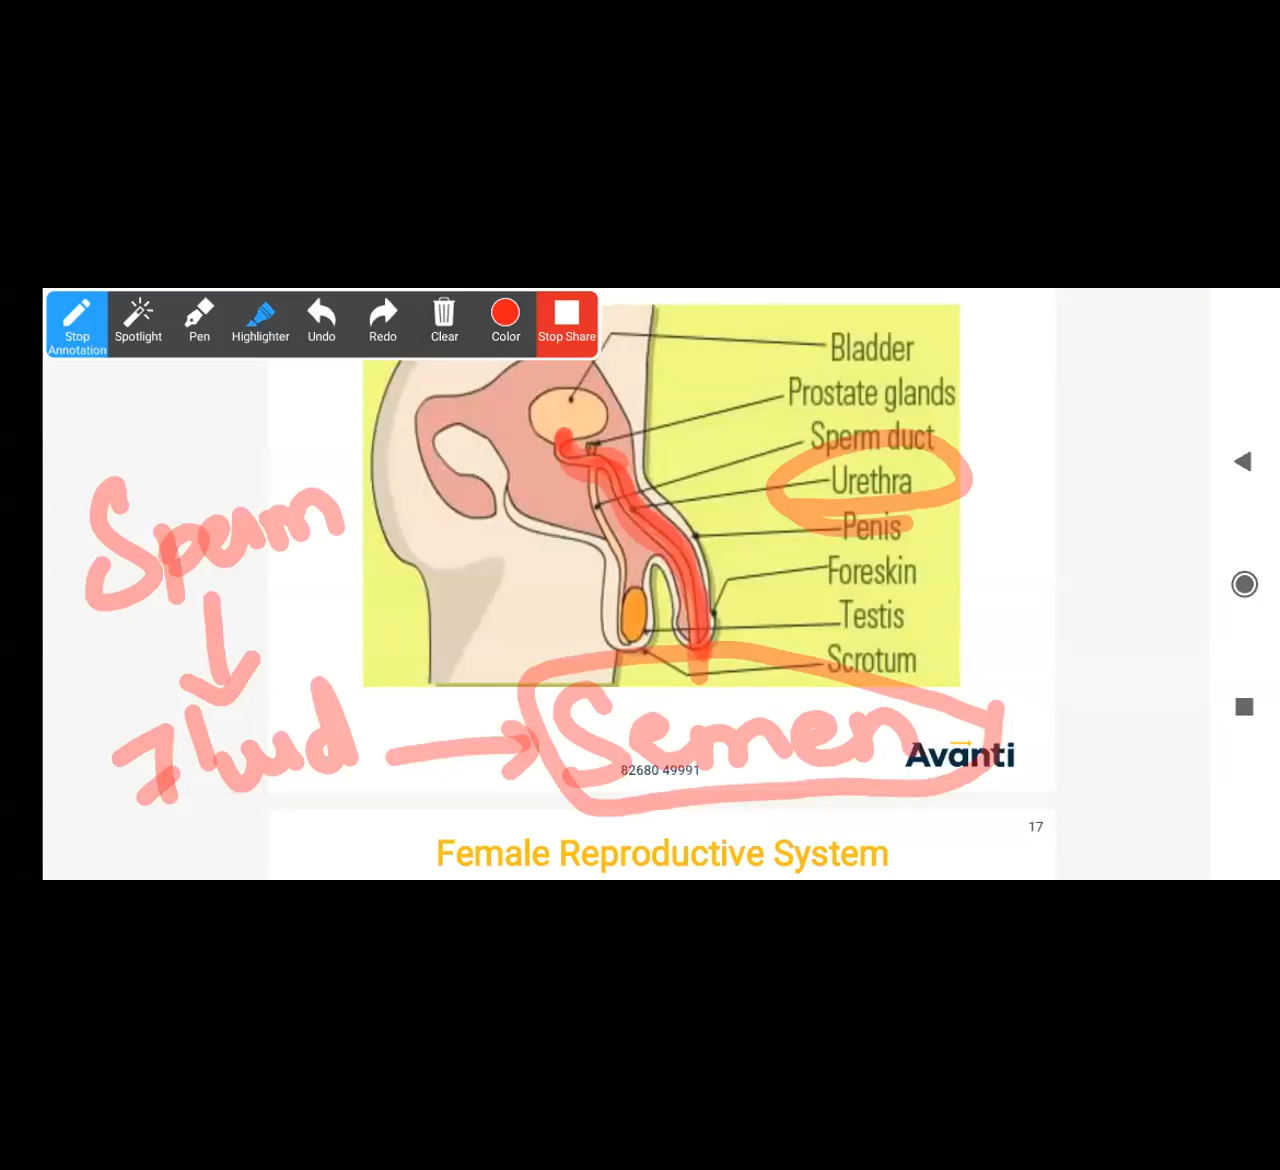 Stop Annotation
Spotlight
Pen
Highlighter
Undo
Redo
Clear
Color
Stop Share
Bladder
Prostate glands
Sperm duct
Urethra
Penis
Foreskin
Testis
Scrotum
Sperm
Fluid
Semen
Avanti
82680 49991
17
Female Reproductive System